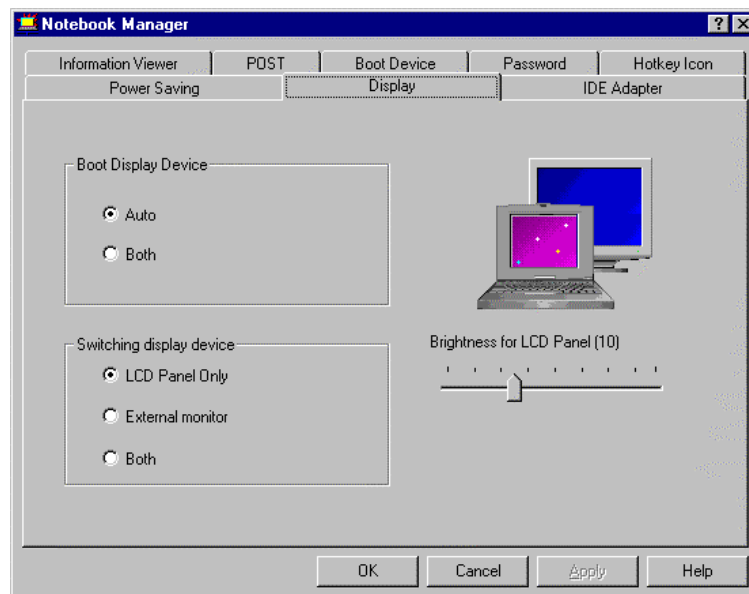 Notebook Manager
Information Viewer
POST
Boot Device
Password
Hotkey Icon
Power Saving
Display
IDE Adapter
Boot Display Device
Auto
Both
Switching display device
LCD Panel Only
External monitor
Both
Brightness for LCD Panel (10)
OK
Cancel
Apply
Help